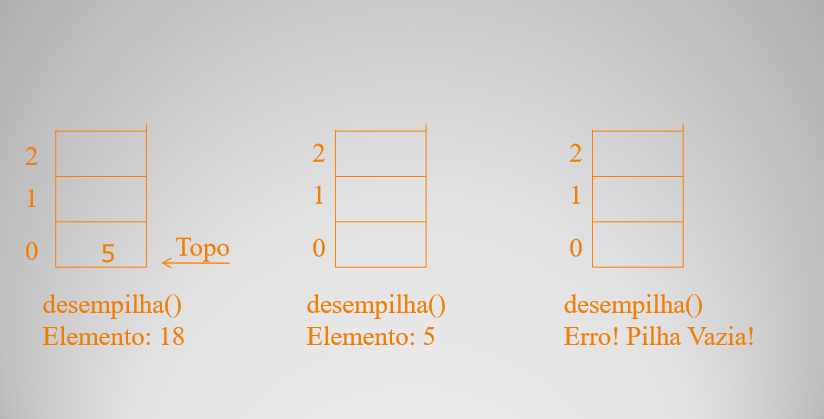 2
1
0
5
Topo
desempilha()
Elemento: 18
2
1
0
desempilha()
Elemento: 5
2
1
0
desempilha()
Erro! Pilha Vazia!